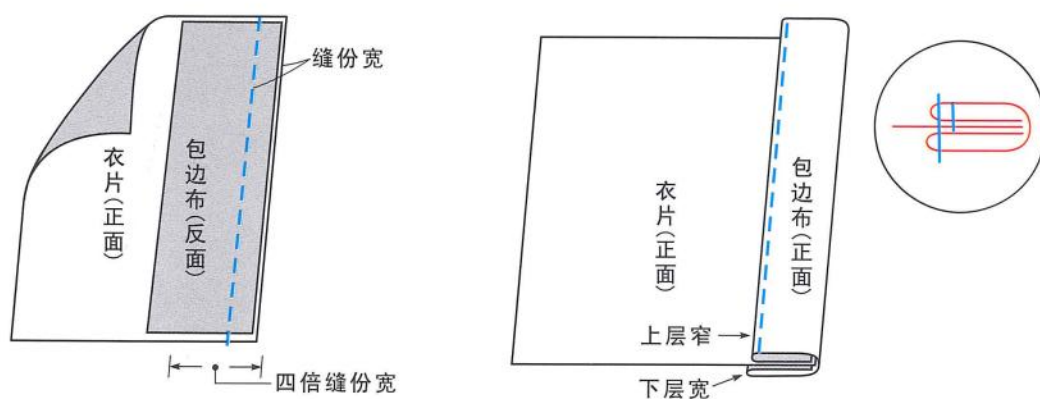 缝份宽
衣片(正面)
包边布(反面)
四倍缝份宽
衣片(正面)
包边布(正面)
上层窄
下层宽